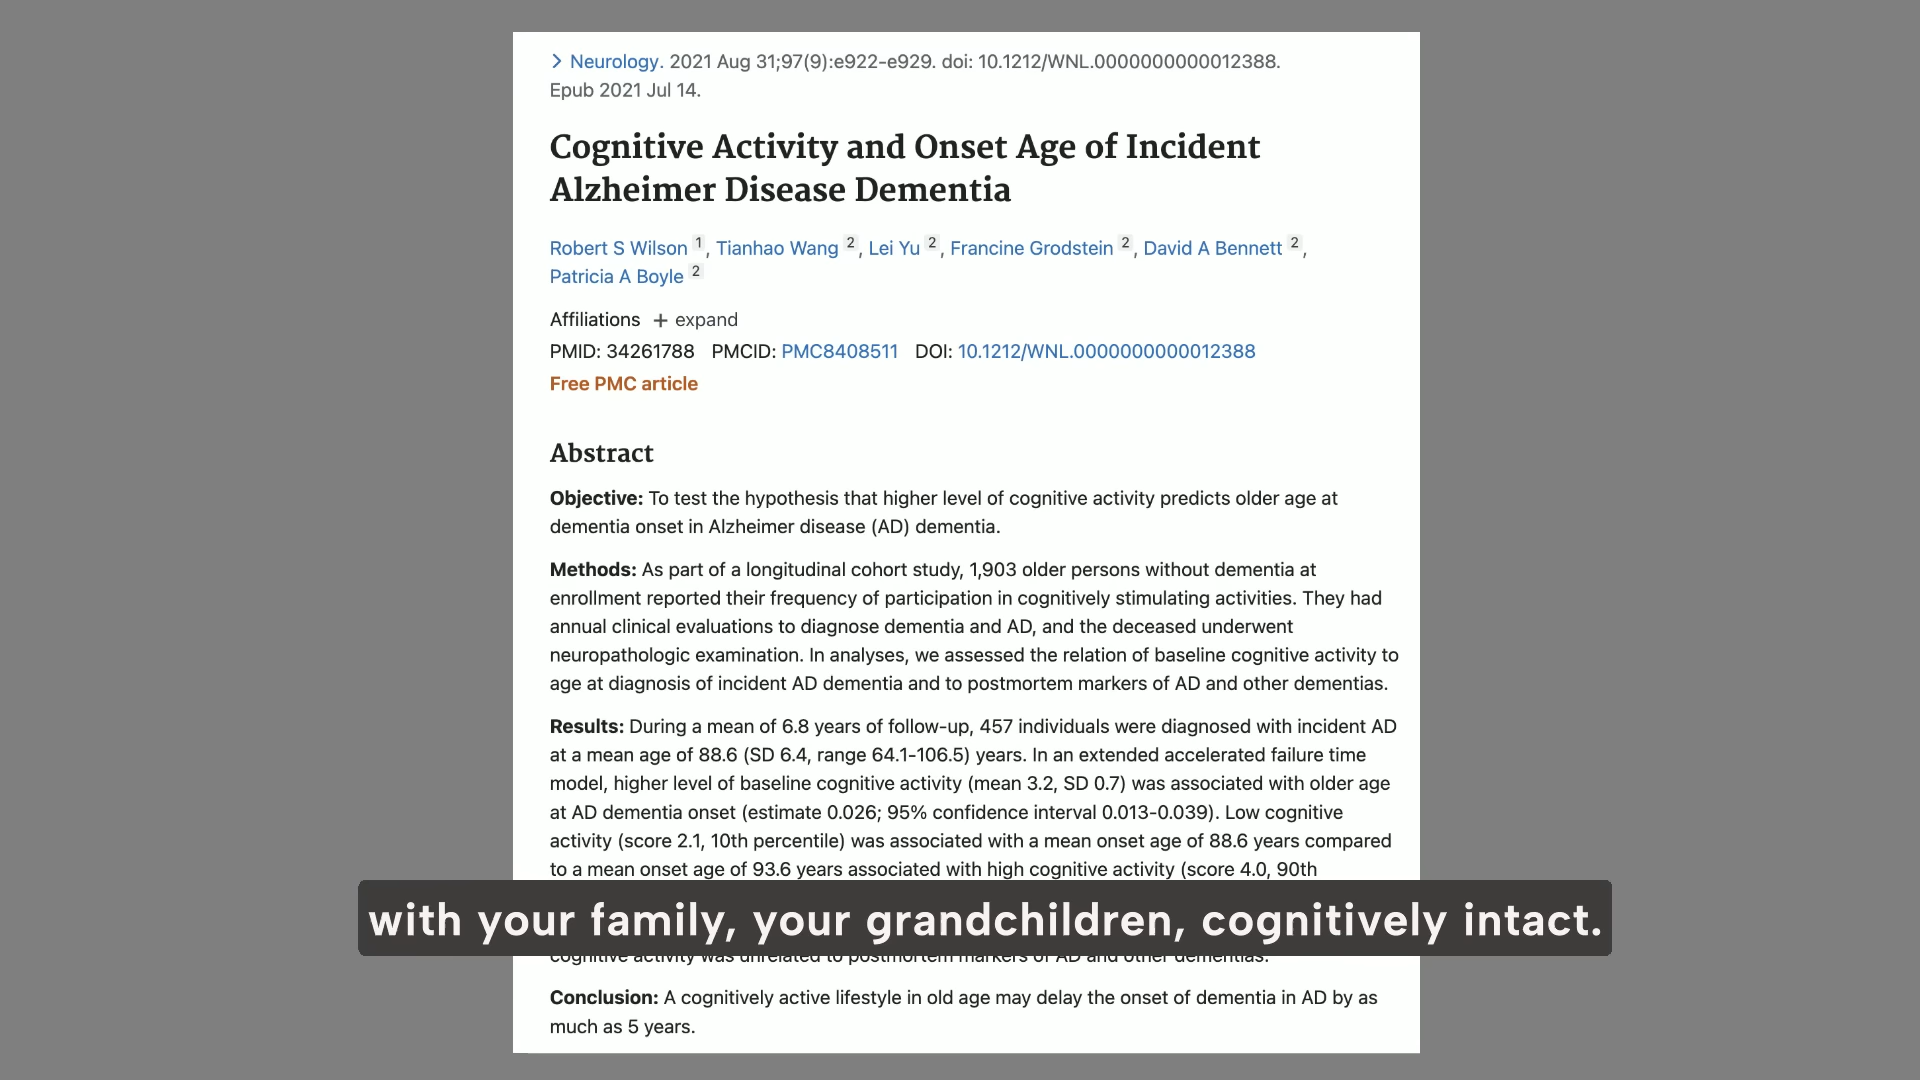 Neurology. 2021 Aug 31;97(9):e922-e929. doi: 10.1212/WNL.0000000000012388.
Epub 2021 Jul 14.
Cognitive Activity and Onset Age of Incident
Alzheimer Disease Dementia
Robert S Wilson 1, Tianhao Wang 2, Lei Yu 2, Francine Grodstein 2, David A Bennett 2,
Patricia A Boyle 2
Affiliations + expand
PMID: 34261788 PMCID: PMC8408511 DOI: 10.1212/WNL.0000000000012388
Free PMC article
Abstract
Objective: To test the hypothesis that higher level of cognitive activity predicts older age at
dementia onset in Alzheimer disease (AD) dementia.
Methods: As part of a longitudinal cohort study, 1,903 older persons without dementia at
enrollment reported their frequency of participation in cognitively stimulating activities. They had
annual clinical evaluations to diagnose dementia and AD, and the deceased underwent
neuropathologic examination. In analyses, we assessed the relation of baseline cognitive activity to
age at diagnosis of incident AD dementia and to postmortem markers of AD and other dementias.
Results: During a mean of 6.8 years of follow-up, 457 individuals were diagnosed with incident AD
at a mean age of 88.6 (SD 6.4, range 64.1-106.5) years. In an extended accelerated failure time
model, higher level of baseline cognitive activity (mean 3.2, SD 0.7) was associated with older age
at AD dementia onset (estimate 0.026; 95% confidence interval 0.013-0.039). Low cognitive
activity (score 2.1, 10th percentile) was associated with a mean onset age of 88.6 years compared
to a mean onset age of 93.6 years associated with high cognitive activity (score 4.0, 90th
with your family, your grandchildren, cognitively intact.
cognitive activity was unrelated to postmortem markers of AD and other dementias.
Conclusion: A cognitively active lifestyle in old age may delay the onset of dementia in AD by as
much as 5 years.